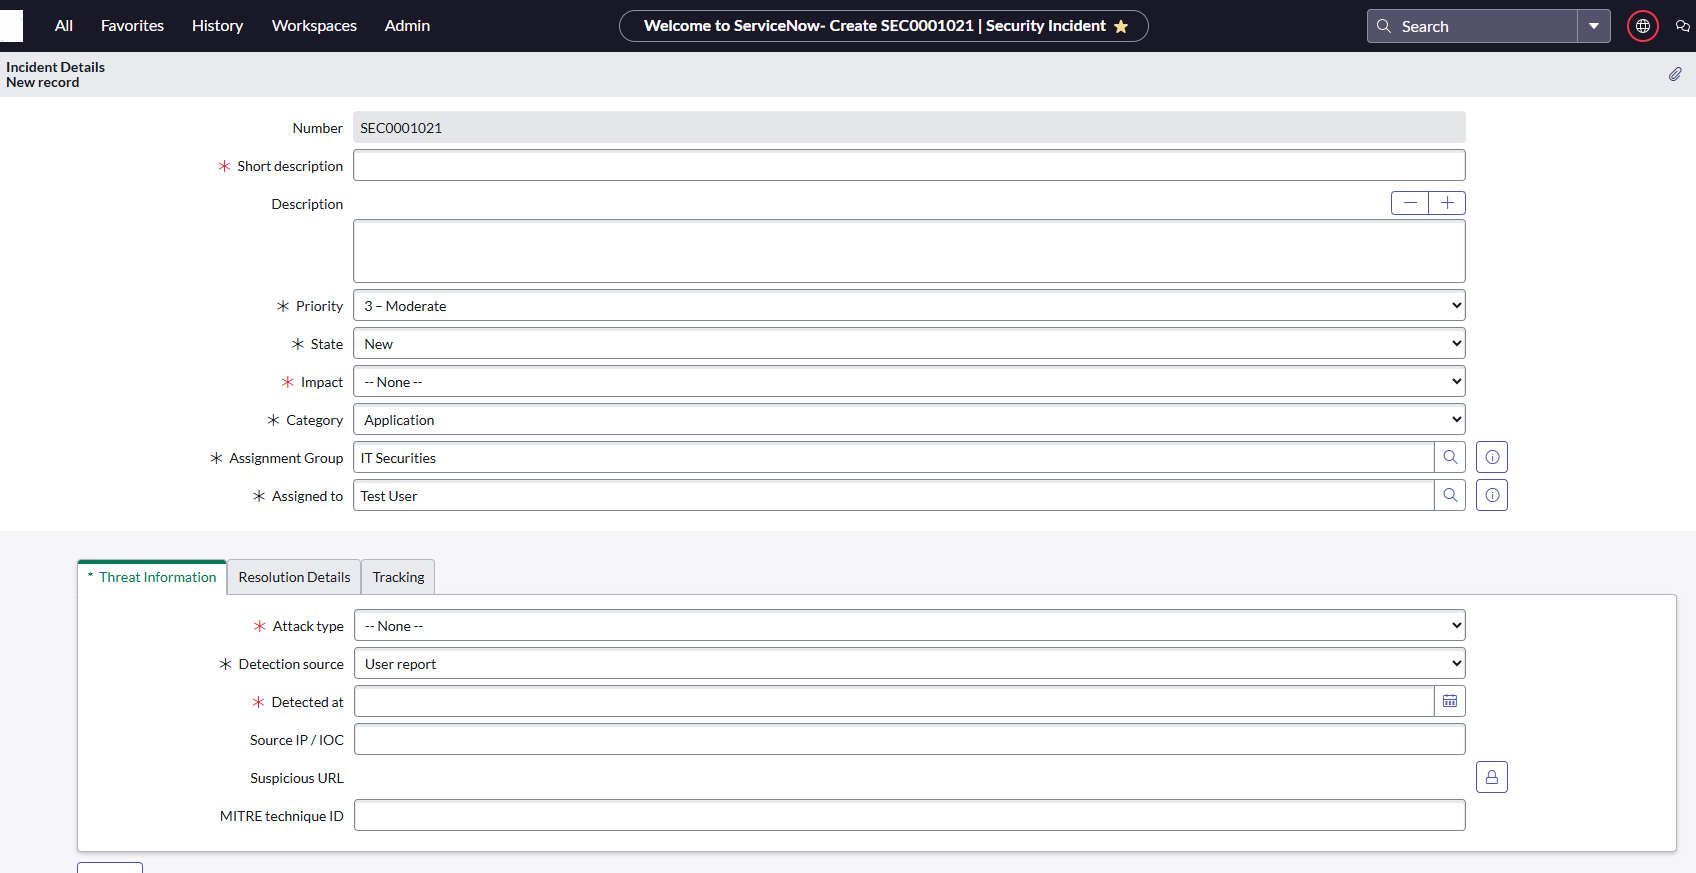 All Favorites History Workspaces Admin Welcome to ServiceNow- Create SEC0001021 | Security Incident Search
Incident Details
New record
Number SEC0001021
* Short description
Description
* Priority 3 – Moderate
* State New
* Impact -- None --
* Category Application
* Assignment Group IT Securities
* Assigned to Test User
* Threat Information Resolution Details Tracking
* Attack type -- None --
* Detection source User report
* Detected at
Source IP / IOC
Suspicious URL
MITRE technique ID